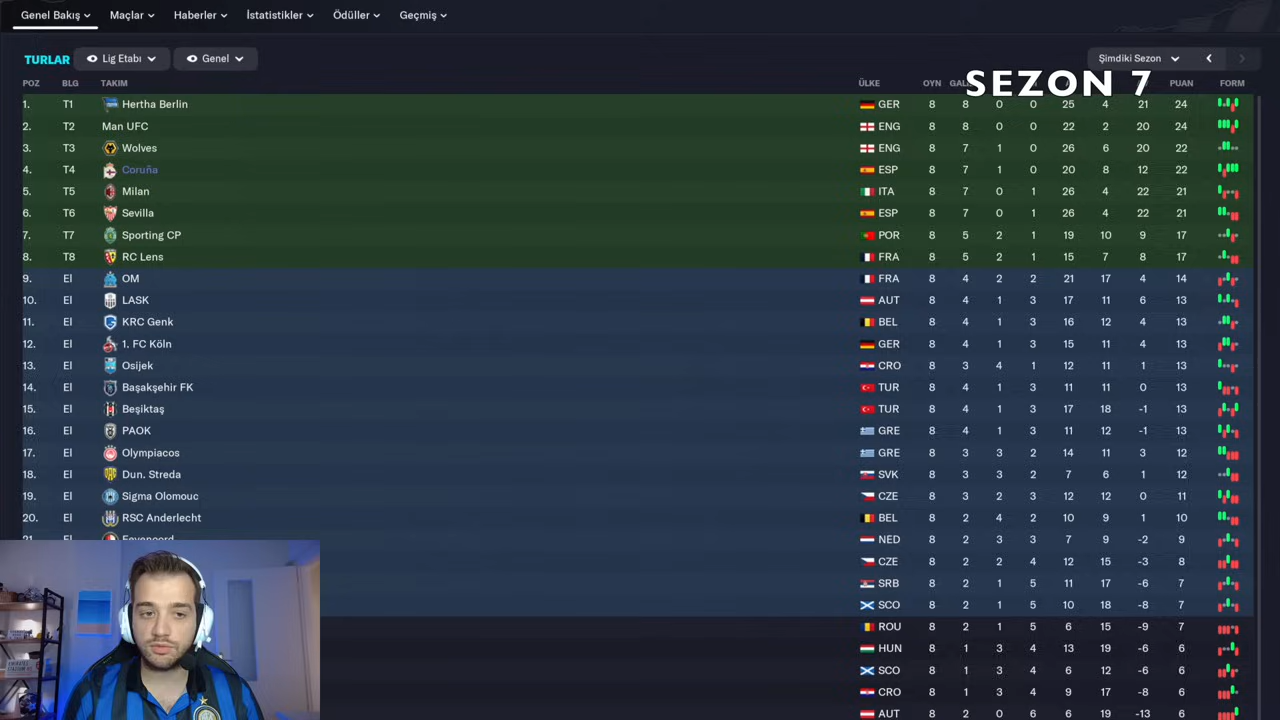 Genel Bakış Maçlar Haberler İstatistikler Ödüller Geçmiş
TURLAR Lig Etabı Genel Şimdiki Sezon
SEZON 7
POZ BLG TAKIM ÜLKE OYN PUAN FORM
1. T1 Hertha Berlin GER 8 8 0 0 25 4 21 24
2. T2 Man UFC ENG 8 8 0 0 22 2 20 24
3. T3 Wolves ENG 8 7 1 0 26 6 20 22
4. T4 Coruña ESP 8 7 1 0 20 8 12 22
5. T5 Milan ITA 8 7 0 1 26 4 22 21
6. T6 Sevilla ESP 8 7 0 1 26 4 22 21
7. T7 Sporting CP POR 8 5 2 1 19 10 9 17
8. T8 RC Lens FRA 8 5 2 1 15 7 8 17
9. El OM FRA 8 4 2 2 21 17 4 14
10. El LASK AUT 8 4 1 3 17 11 6 13
11. El KRC Genk BEL 8 4 1 3 16 12 4 13
12. El 1. FC Köln GER 8 4 1 3 15 11 4 13
13. El Osijek CRO 8 3 4 1 12 11 1 13
14. El Başakşehir FK TUR 8 4 1 3 11 11 0 13
15. El Beşiktaş TUR 8 4 1 3 17 18 -1 13
16. El PAOK GRE 8 4 1 3 11 12 -1 13
17. El Olympiacos GRE 8 3 3 2 14 11 3 12
18. El Dun. Streda SVK 8 3 3 2 7 6 1 12
19. El Sigma Olomouc CZE 8 3 2 3 12 12 0 11
20. El RSC Anderlecht BEL 8 2 4 2 10 9 1 10
21. El Feyenoord NED 8 2 3 3 7 9 -2 9
CZE 8 2 2 4 12 15 -3 8
SRB 8 2 1 5 11 17 -6 7
SCO 8 2 1 5 10 18 -8 7
ROU 8 2 1 5 6 15 -9 7
HUN 8 1 3 4 13 19 -6 6
SCO 8 1 3 4 6 12 -6 6
CRO 8 1 3 4 9 17 -8 6
AUT 8 2 0 6 6 19 -13 6